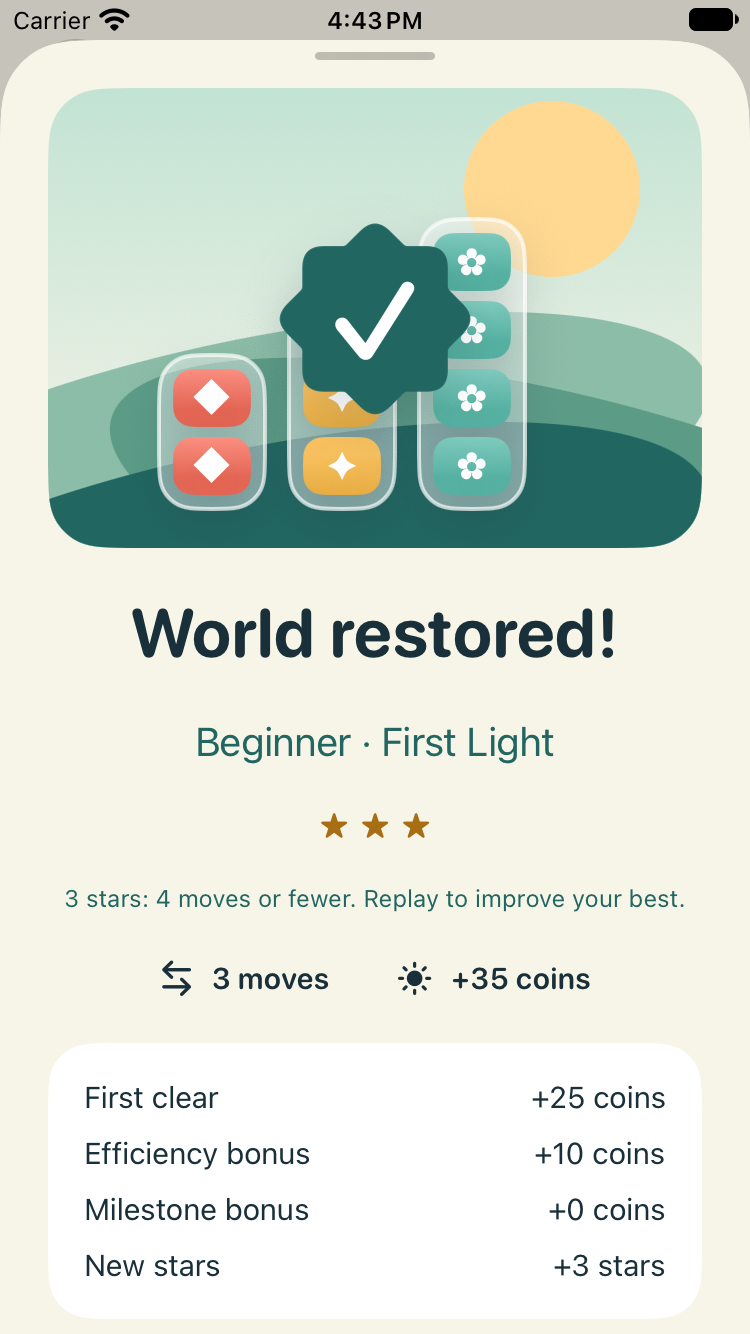 Carrier 4:43 PM
World restored!
Beginner · First Light
3 stars: 4 moves or fewer. Replay to improve your best.
3 moves +35 coins
First clear +25 coins
Efficiency bonus +10 coins
Milestone bonus +0 coins
New stars +3 stars